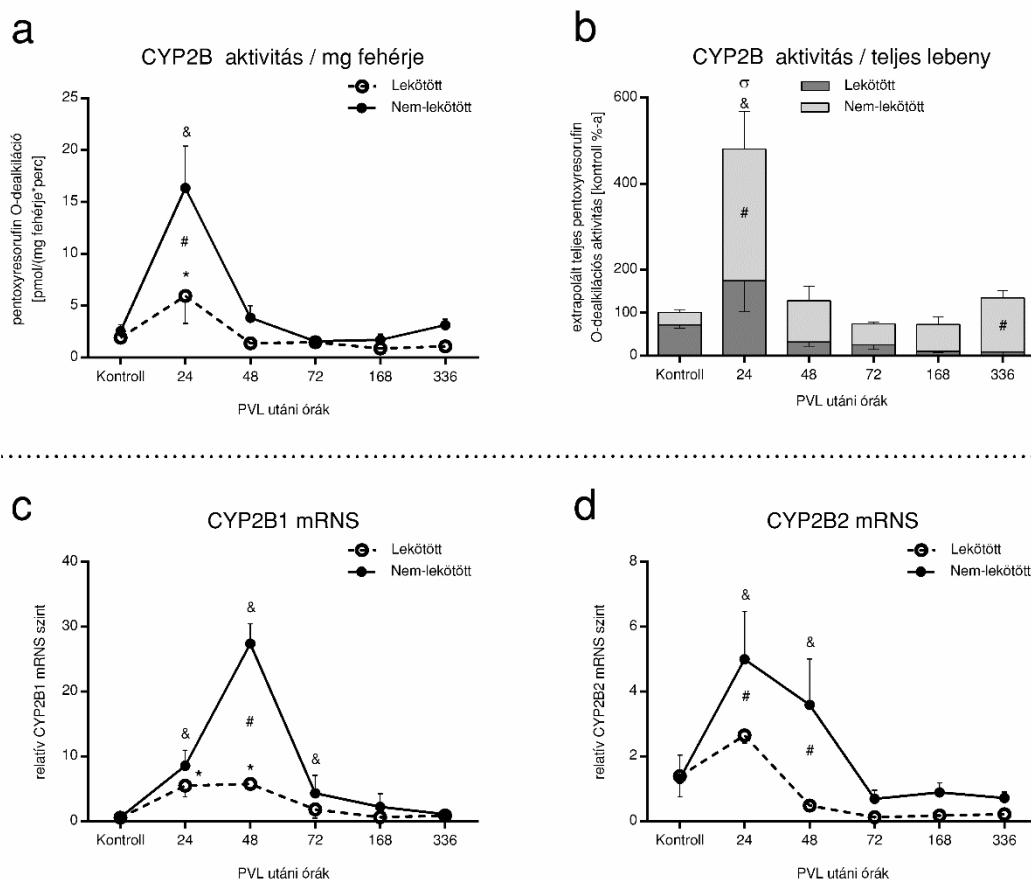 a
CYP2B aktivitás / mg fehérje
Lekötött
Nem-lekötött
pentoxyresorufin O-dealkiláció
[pmol/(mg fehérje*perc)
25
20
15
10
5
0
&
#
*
Kontroll 24 48 72 168 336
PVL utáni órák
b
CYP2B aktivitás / teljes lebeny
Lekötött
Nem-lekötött
extrapolált teljes pentoxyresorufin
O-dealkilációs aktivitás [kontroll %-a]
600
400
200
100
50
0
σ
&
#
#
Kontroll 24 48 72 168 336
PVL utáni órák
c
CYP2B1 mRNS
Lekötött
Nem-lekötött
relatív CYP2B1 mRNS szint
40
30
20
10
0
&
&
&
#
*
*
Kontroll 24 48 72 168 336
PVL utáni órák
d
CYP2B2 mRNS
Lekötött
Nem-lekötött
relatív CYP2B2 mRNS szint
8
6
4
2
0
&
&
#
#
Kontroll 24 48 72 168 336
PVL utáni órák